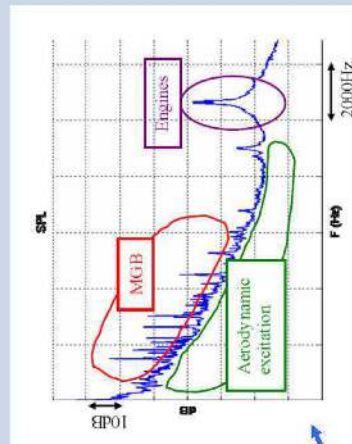 SPL
Engines
MGB
Aerodynamic
excitation
10dB
dB
F (Hz)
2000Hz